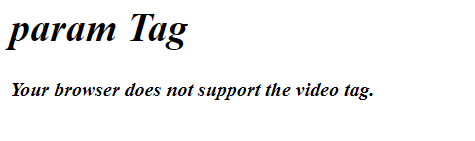 param Tag
Your browser does not support the video tag.